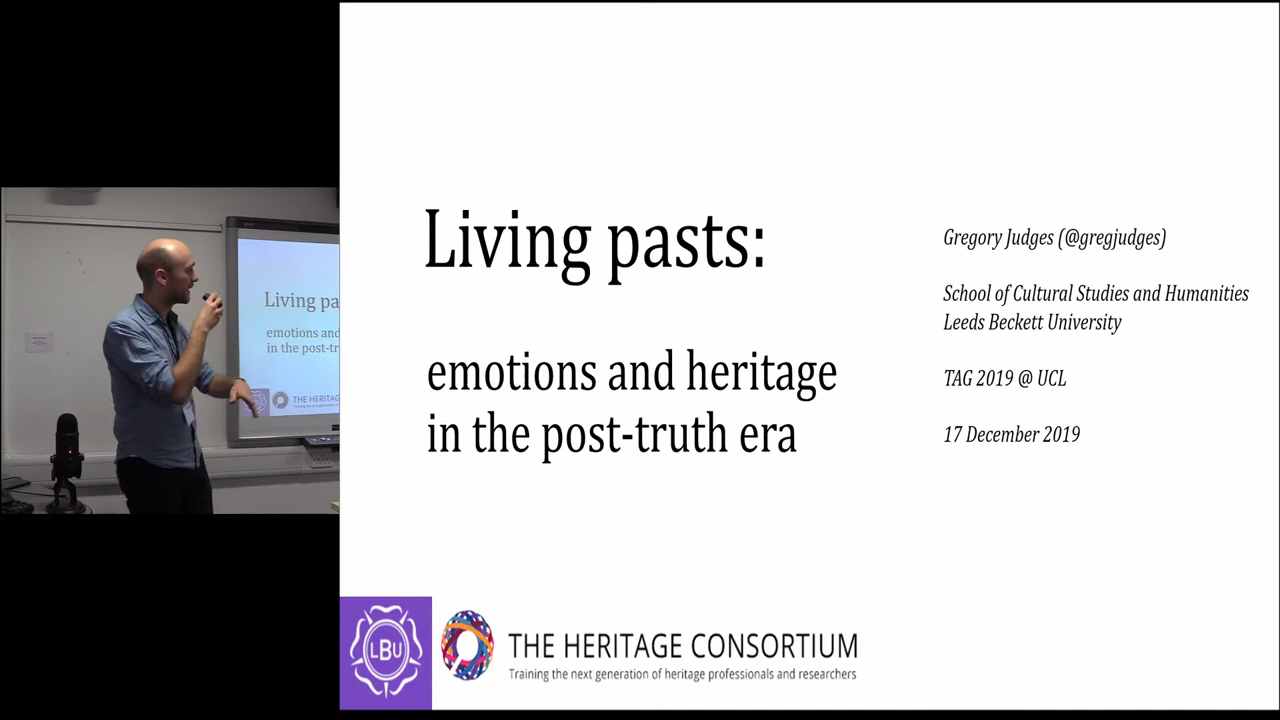 Living pasts:
emotions and heritage
in the post-truth era
Gregory Judges (@gregjudges)
School of Cultural Studies and Humanities
Leeds Beckett University
TAG 2019 @ UCL
17 December 2019
LBU
THE HERITAGE CONSORTIUM
Training the next generation of heritage professionals and researchers
Living pa
emotions and
in the post-tr
THE HERITAG